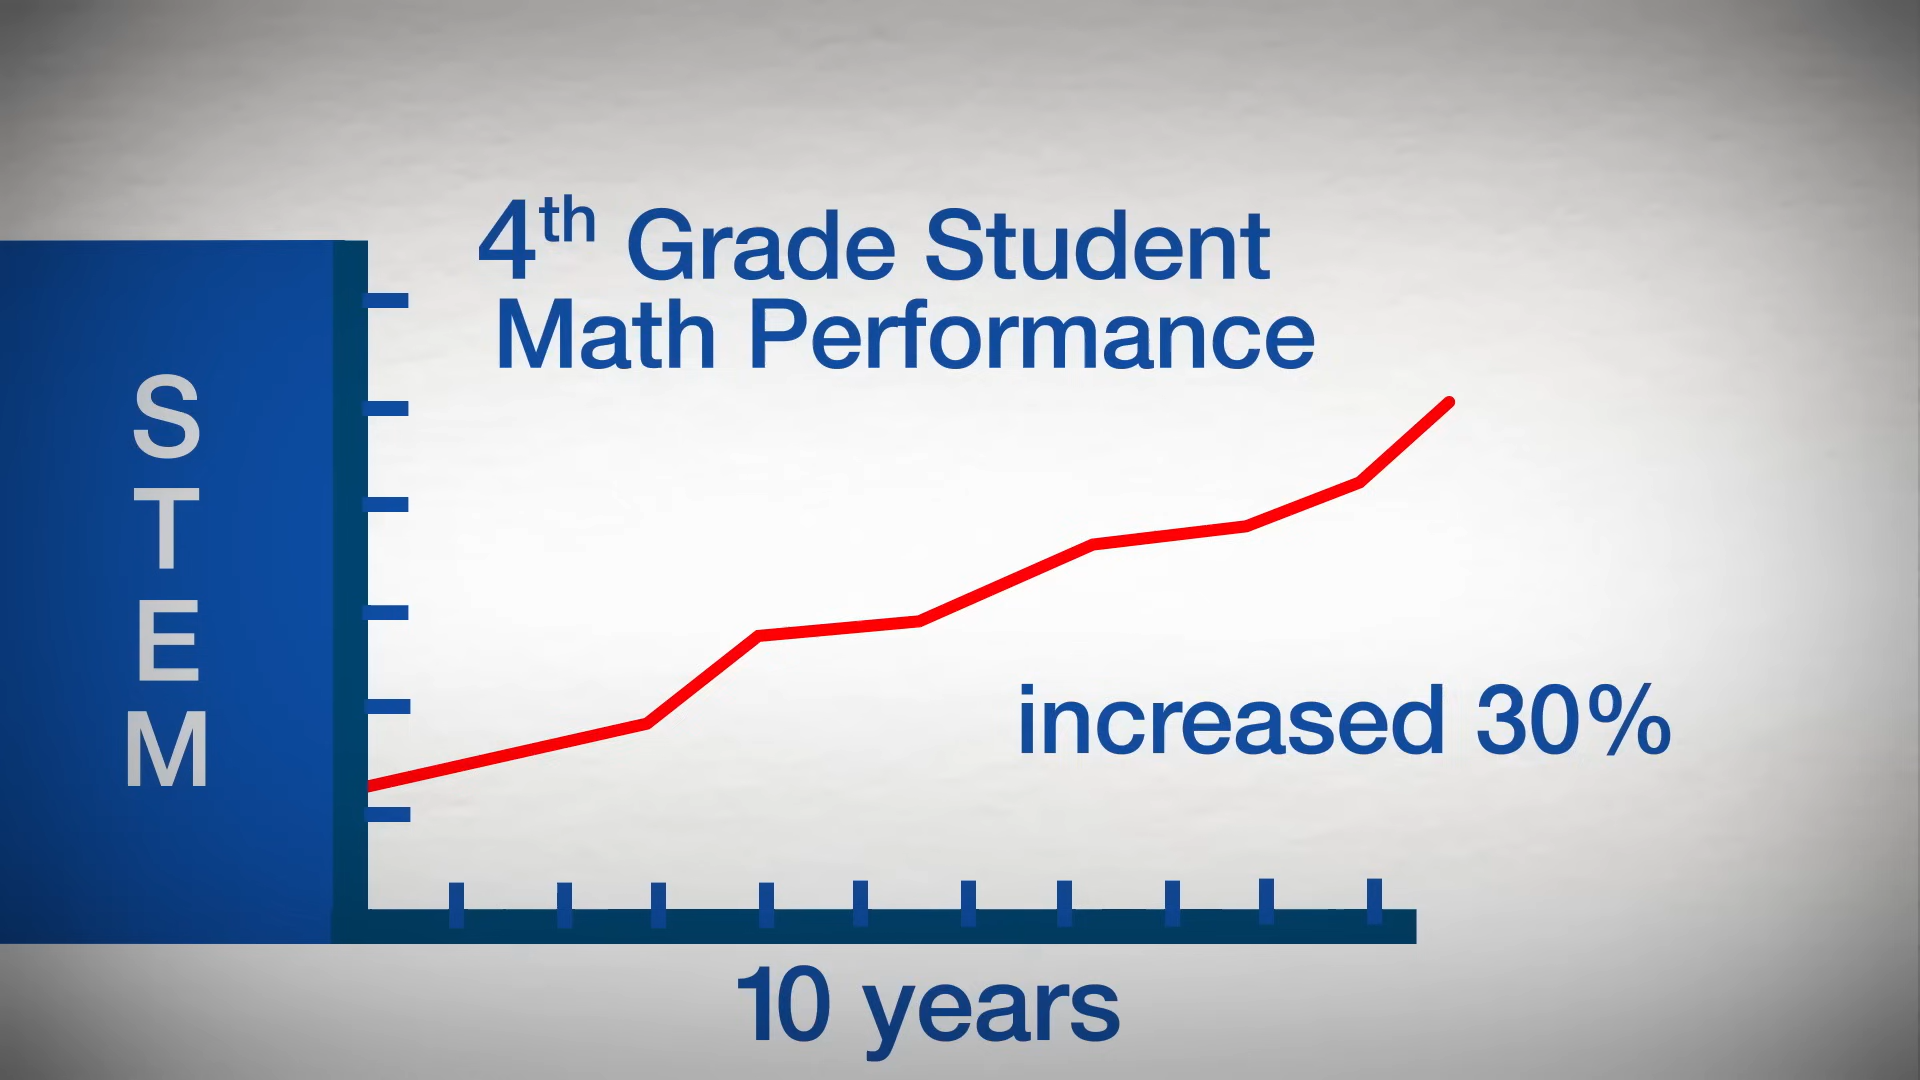 4th Grade Student
Math Performance
S
T
E
M
increased 30%
10 years